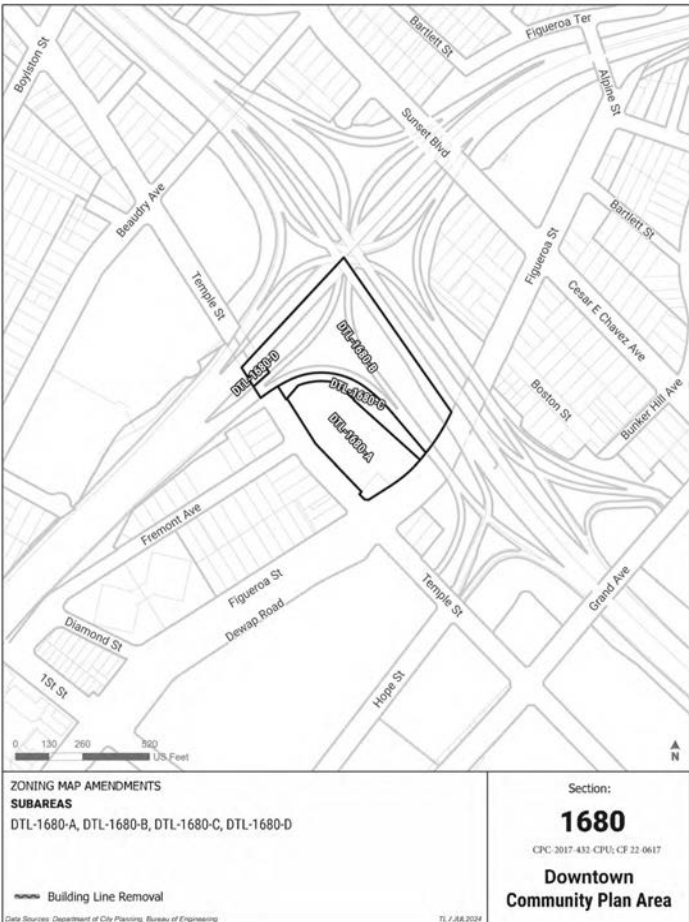 Bartlett St
Figueroa Ter
Boylston St
Alpine St
Sunset Blvd
Beaudry Ave
Bartlett St
Figueroa St
Temple St
Cesar E Chavez Ave
DTL-1680-B
DTL-1680-D
DTL-1680-C
DTL-1680-A
Boston St
Bunker Hill Ave
Fremont Ave
Figueroa St
Temple St
Grand Ave
Dewap Road
Diamond St
1St St
Hope St
0 130 260 520
US Feet
N
ZONING MAP AMENDMENTS
SUBAREAS
DTL-1680-A, DTL-1680-B, DTL-1680-C, DTL-1680-D
Building Line Removal
Data Sources: Department of City Planning, Bureau of Engineering
TL / JUL2024
Section:
1680
CPC-2017-432-CPU; CF 22-0617
Downtown
Community Plan Area